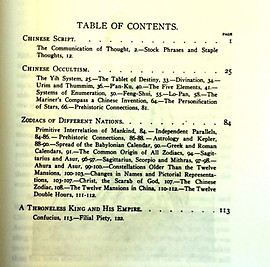 TABLE OF CONTENTS.
PAGE
CHINESE SCRIPT. 1
The Communication of Thought, 2.—Stock Phrases and Staple
Thoughts, 12.
CHINESE OCCULTISM. 25
The Yih System, 25.—The Tablet of Destiny, 33.—Divination, 34.—
Urim and Thummim, 36.—Pan-Ku, 40.—The Five Elements, 41.—
Systems of Enumeration, 50.—Feng-Shui, 55.—Lo-Pan, 58.—The
Mariner's Compass a Chinese Invention, 64.—The Personification
of Stars, 66.—Prehistoric Connections, 81.
ZODIACS OF DIFFERENT NATIONS. 84
Primitive Interrelation of Mankind, 84.—Independent Parallels,
84-86.—Prehistoric Connections, 86-88.—Astrology and Kepler,
88-90.—Spread of the Babylonian Calendar, 90.—Greek and Roman
Calendars, 91.—The Common Origin of All Zodiacs, 94.—Sagit-
tarius and Asur, 96-97.—Sagittarius, Scorpio and Mithras, 97-98.—
Ahura and Asur, 99-100.—Constellations Older Than the Twelve
Mansions, 100-103.—Changes in Names and Pictorial Representa-
tions, 103-107.—Christ, the Scarab of God, 107.—The Chinese
Zodiac, 108.—The Twelve Mansions in China, 110-112.—The Twelve
Double Hours, 111-112.
A THRONELESS KING AND HIS EMPIRE. 113
Confucius, 113.—Filial Piety, 122.